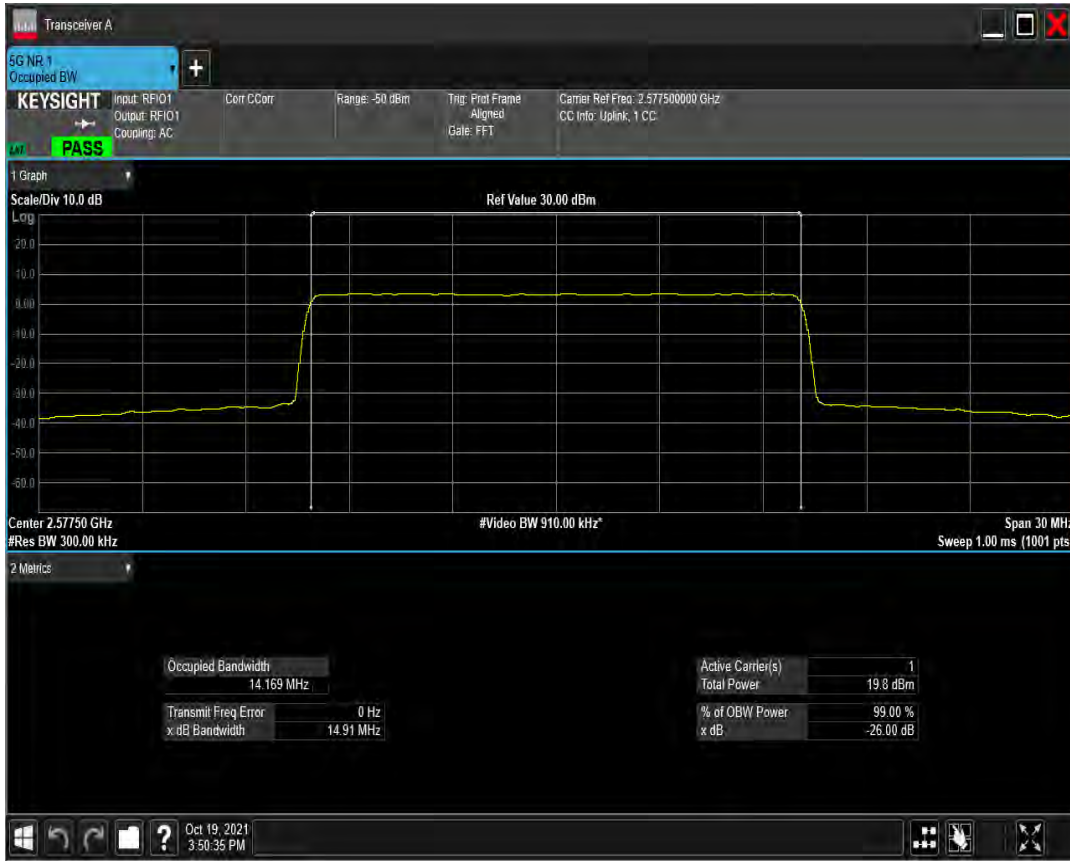 Transceiver A
5G NR 1
Occupied BW
KEYSIGHT
PASS
Input: RFIO1
Output: RFIO1
Coupling: AC
Corr CCorr
Range: -50 dBm
Trig: Prot Frame
Aligned
Gate: FFT
Carrier Ref Freq: 2.577500000 GHz
CC Info: Uplink, 1 CC
1 Graph
Scale/Div 10.0 dB
Ref Value 30.00 dBm
Log
20.0
10.0
0.00
-10.0
-20.0
-30.0
-40.0
-50.0
-60.0
Center 2.57750 GHz
#Video BW 910.00 kHz*
Span 30 MHz
#Res BW 300.00 kHz
Sweep 1.00 ms (1001 pts
2 Metrics
Occupied Bandwidth
14.169 MHz
Transmit Freq Error 0 Hz
x dB Bandwidth 14.91 MHz
Active Carrier(s) 1
Total Power 19.8 dBm
% of OBW Power 99.00 %
x dB -26.00 dB
?
Oct 19, 2021
3:50:35 PM